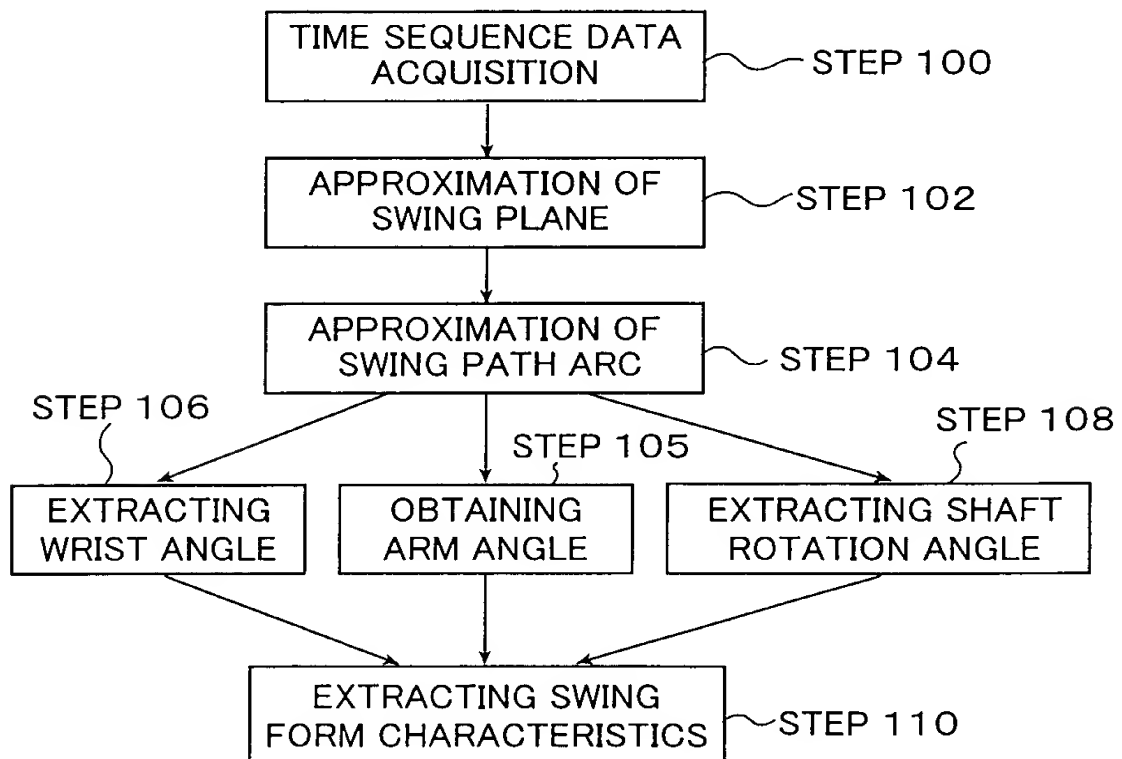 TIME SEQUENCE DATA
ACQUISITION
STEP 100
APPROXIMATION OF
SWING PLANE
STEP 102
APPROXIMATION OF
SWING PATH ARC
STEP 104
STEP 106
EXTRACTING
WRIST ANGLE
STEP 105
OBTAINING
ARM ANGLE
STEP 108
EXTRACTING SHAFT
ROTATION ANGLE
EXTRACTING SWING
FORM CHARACTERISTICS
STEP 110